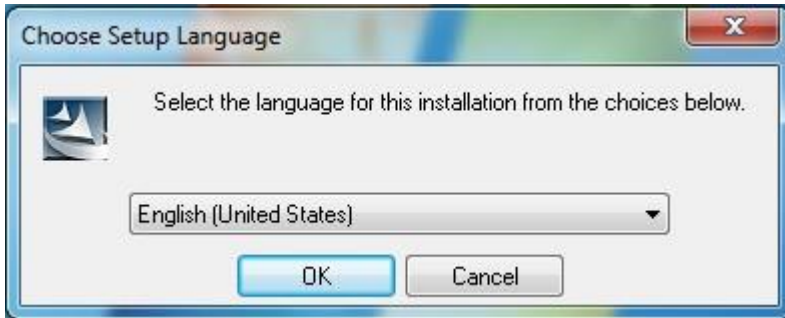 Choose Setup Language
Select the language for this installation from the choices below.
English (United States)
OK
Cancel